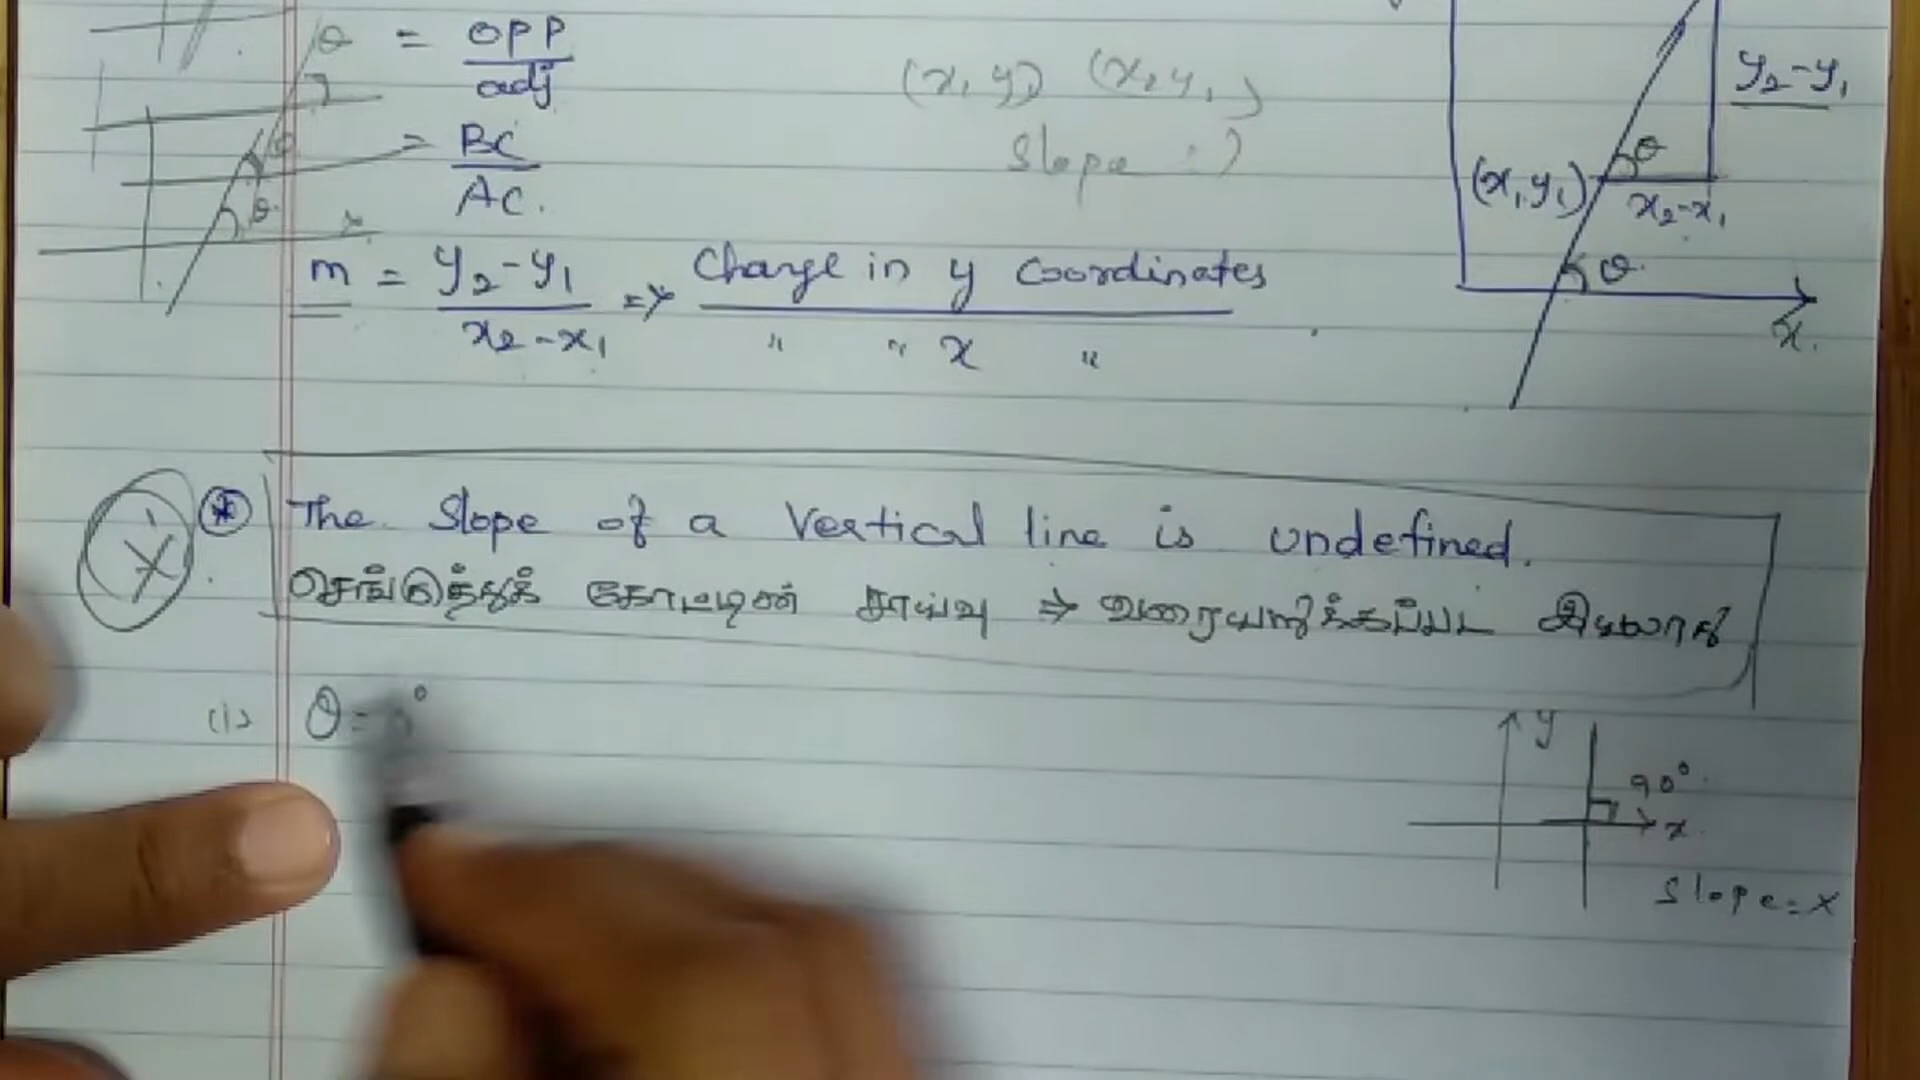 θ = opp/adj
= BC/AC.
(x, y) (x₂ y₁)
Slope :)
y₂-y₁
(x₁ y₁)
θ
x₂-x₁
θ
x.
θ
θ
x
m = y₂-y₁/x₂-x₁ => Change in y coordinates/" " x "
* The Slope of a Vertical line is undefined.
செங்குத்துக் கோட்டின் சாய்வு => வரையறுக்கப்பட இயலாது
(i) θ = 0°
y
90°
x
Slope = x